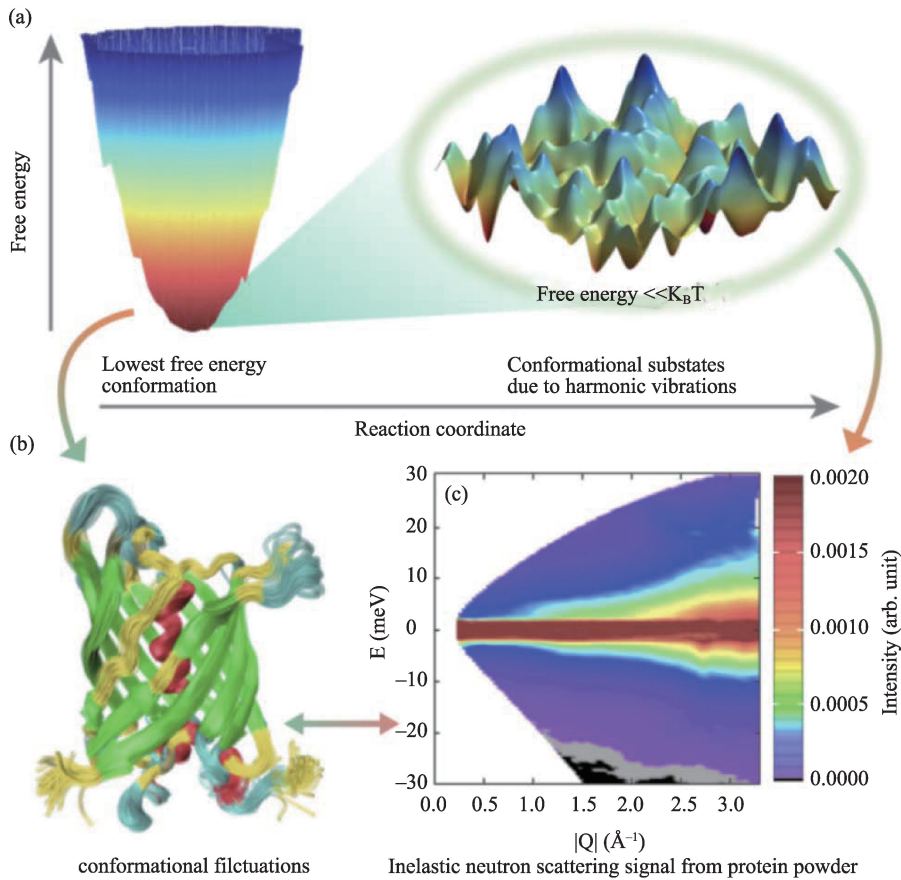 (a)
Free energy
Free energy <<K_BT
Lowest free energy
conformation
Conformational substates
due to harmonic vibrations
Reaction coordinate
(b)
(c)
30
20
10
0
−10
−20
−30
E (meV)
0.0
0.5
1.0
1.5
2.0
2.5
3.0
|Q| (Å⁻¹)
0.0020
0.0015
0.0010
0.0005
0.0000
Intensity (arb. unit)
conformational filctuations
Inelastic neutron scattering signal from protein powder